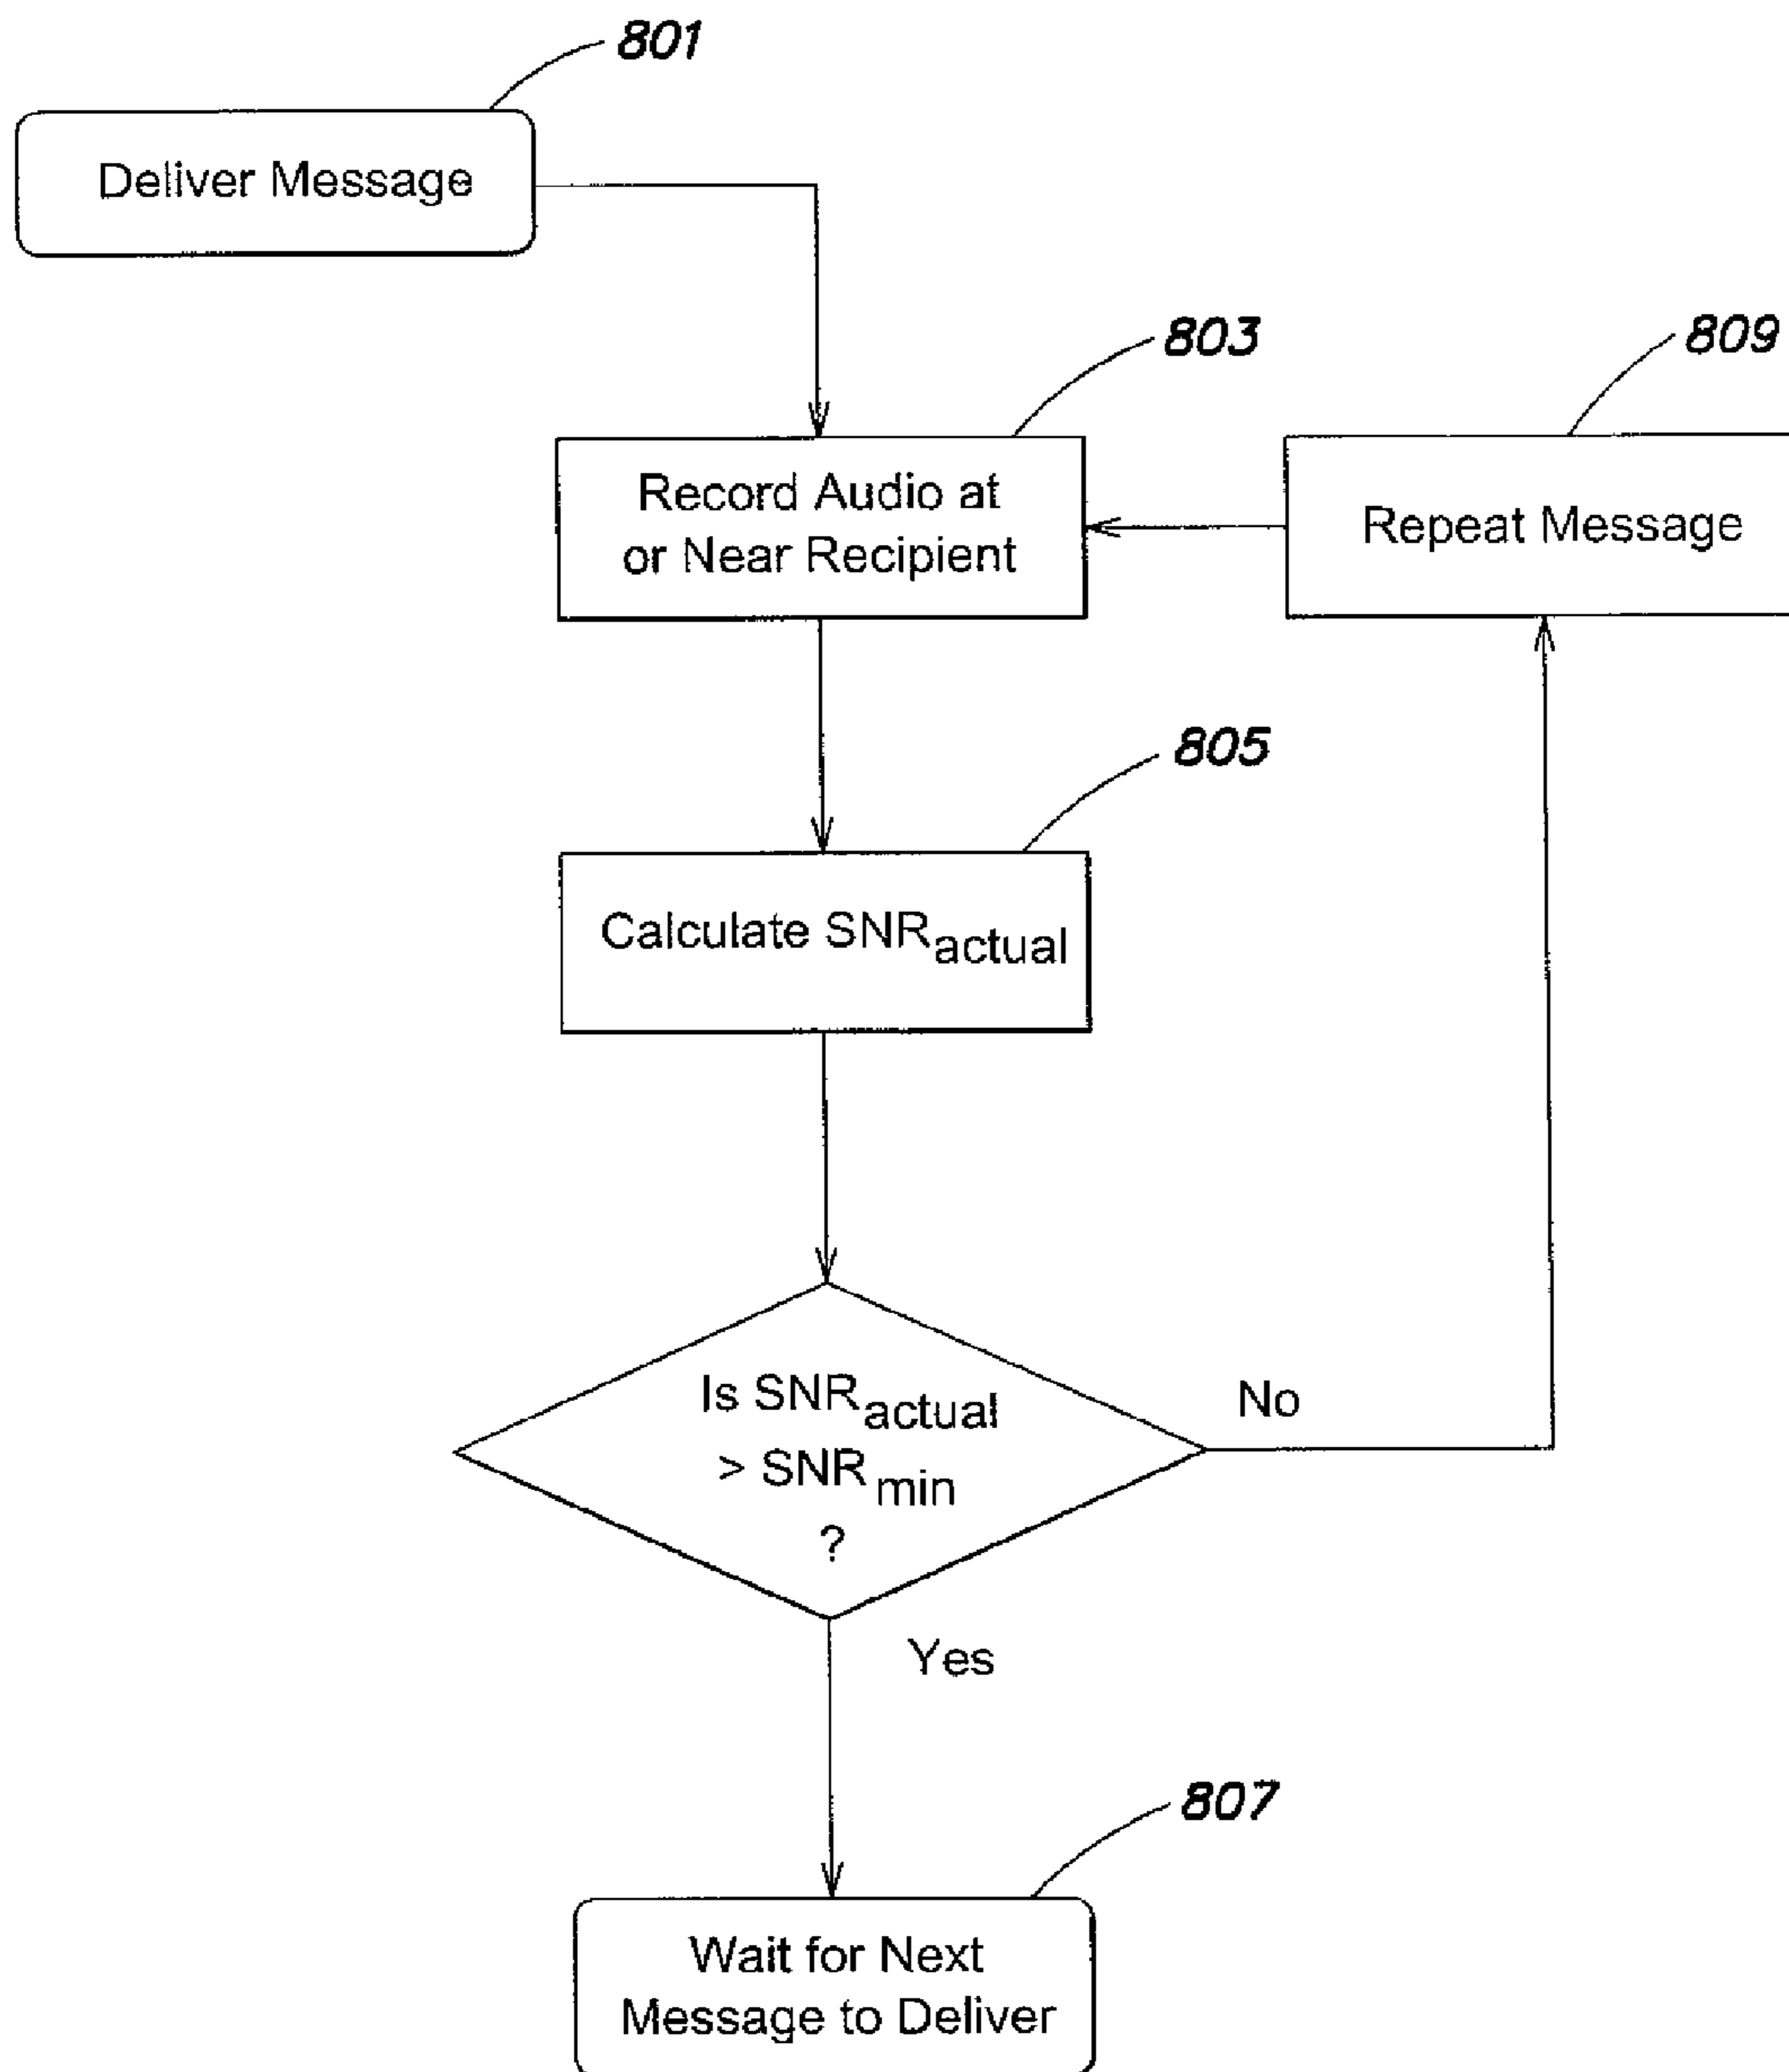 801
Deliver Message
803
809
Record Audio at
or Near Recipient
Repeat Message
805
Calculate SNRactual
Is SNRactual
> SNRmin
?
No
Yes
807
Wait for Next
Message to Deliver